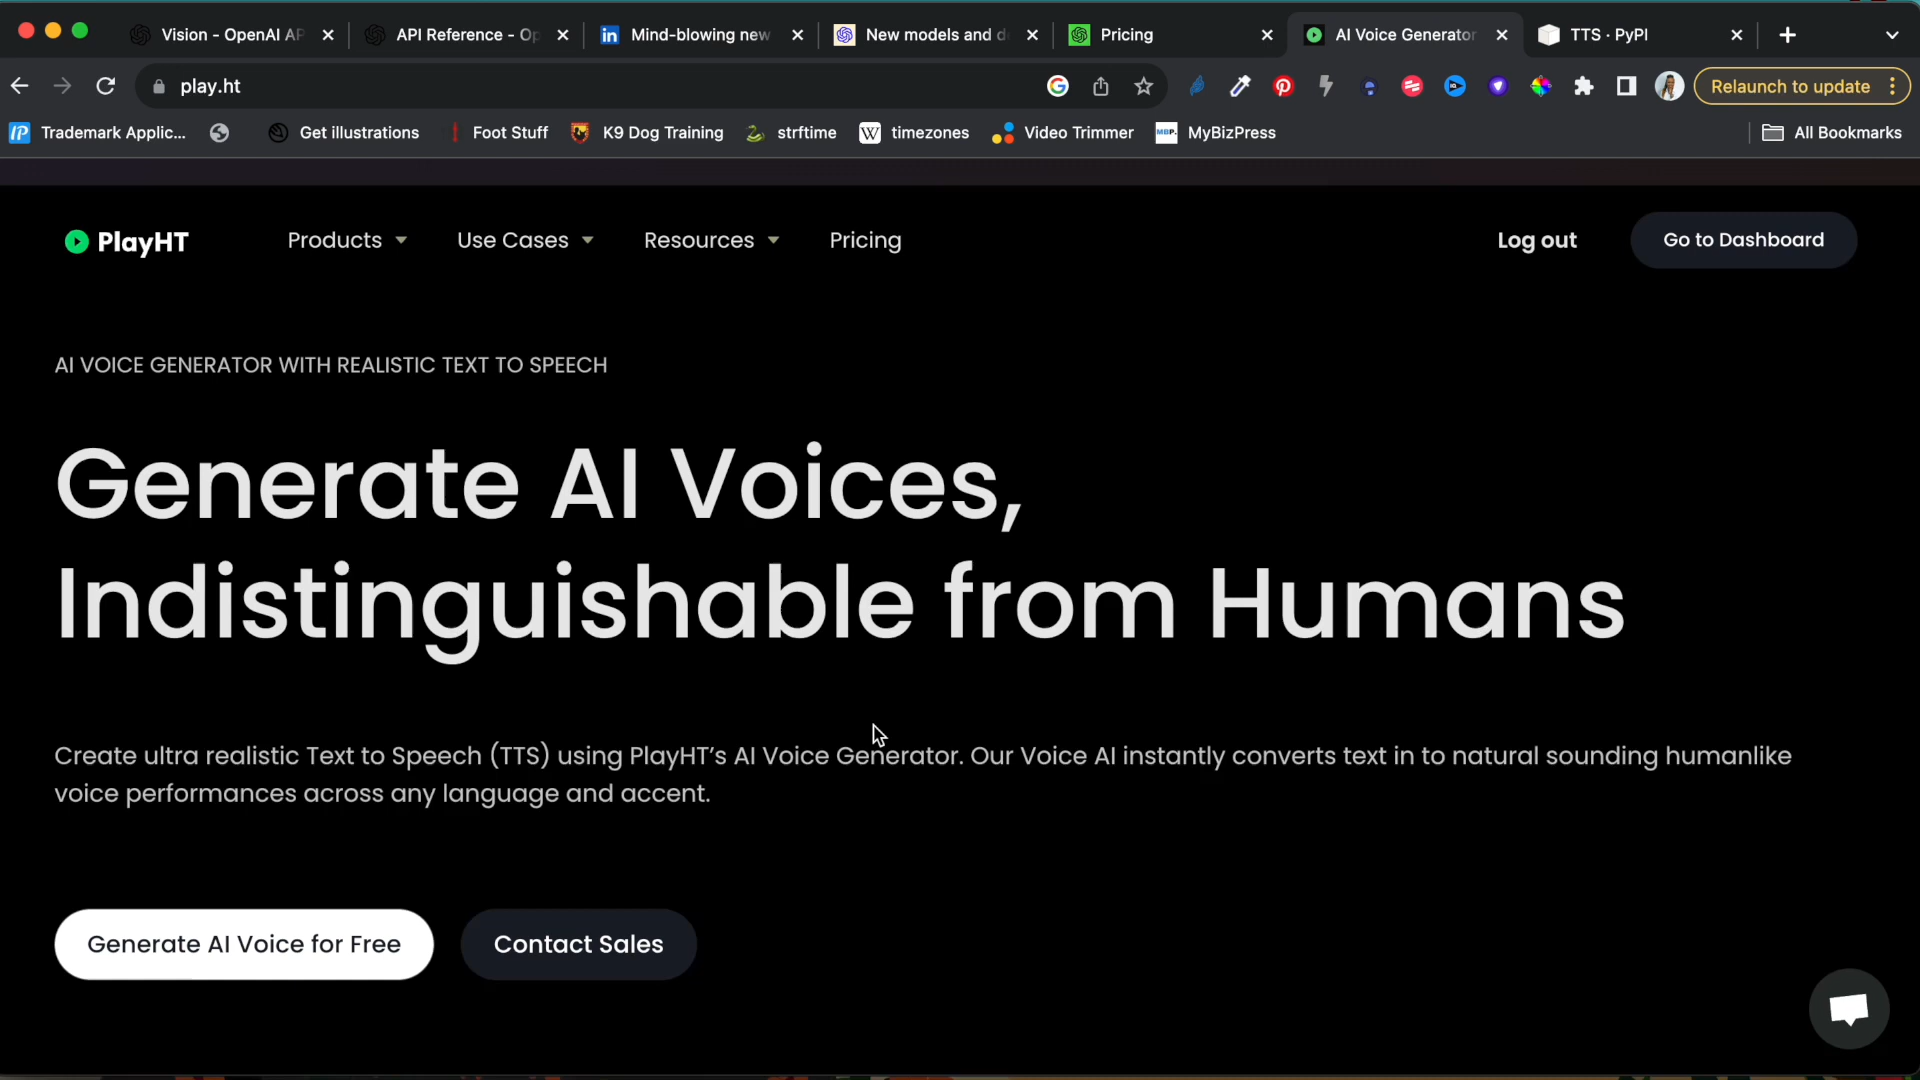 Vision - OpenAI AP
API Reference - Op
Mind-blowing new
New models and d
Pricing
AI Voice Generator
TTS · PyPI
play.ht
Relaunch to update
Trademark Applic...
Get illustrations
Foot Stuff
K9 Dog Training
strftime
W
timezones
Video Trimmer
MBP.
MyBizPress
All Bookmarks
PlayHT
Products
Use Cases
Resources
Pricing
Log out
Go to Dashboard
AI VOICE GENERATOR WITH REALISTIC TEXT TO SPEECH
Generate AI Voices,
Indistinguishable from Humans
Create ultra realistic Text to Speech (TTS) using PlayHT’s AI Voice Generator. Our Voice AI instantly converts text in to natural sounding humanlike
voice performances across any language and accent.
Generate AI Voice for Free
Contact Sales